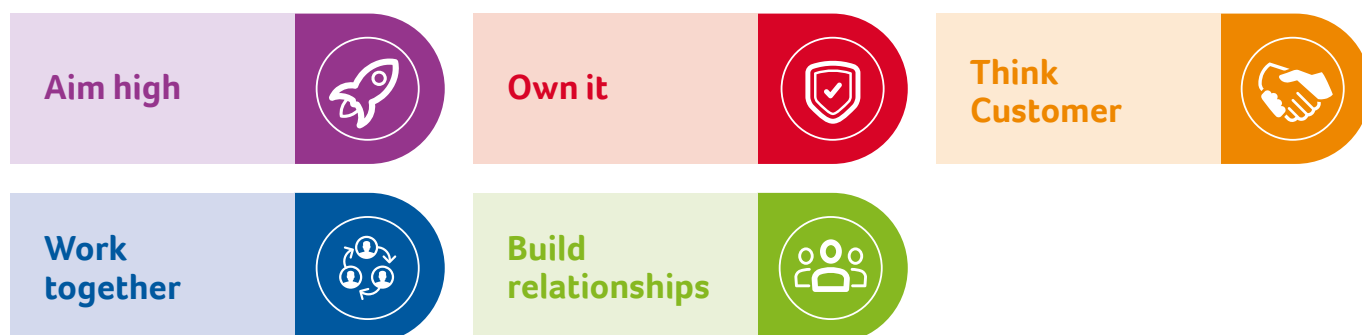 Aim high
Own it
Think
Customer
Work
together
Build
relationships